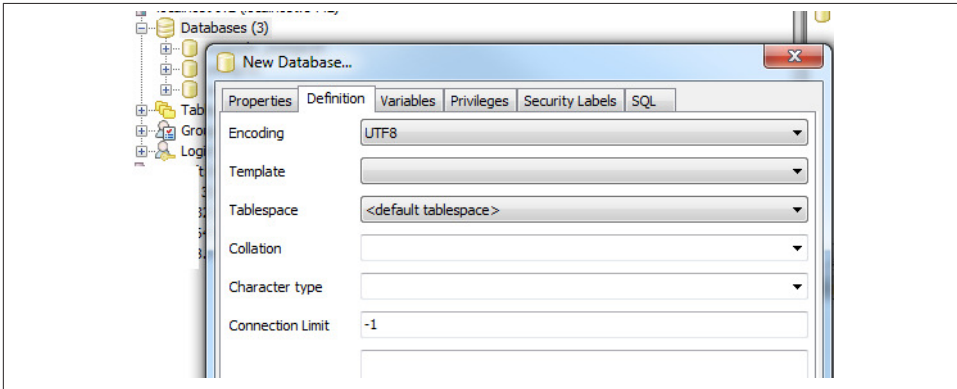 Databases (3)
New Database...
Properties Definition Variables Privileges Security Labels SQL
Encoding UTF8
Template
Tablespace <default tablespace>
Collation
Character type
Connection Limit -1
Tab
Grou
Logi